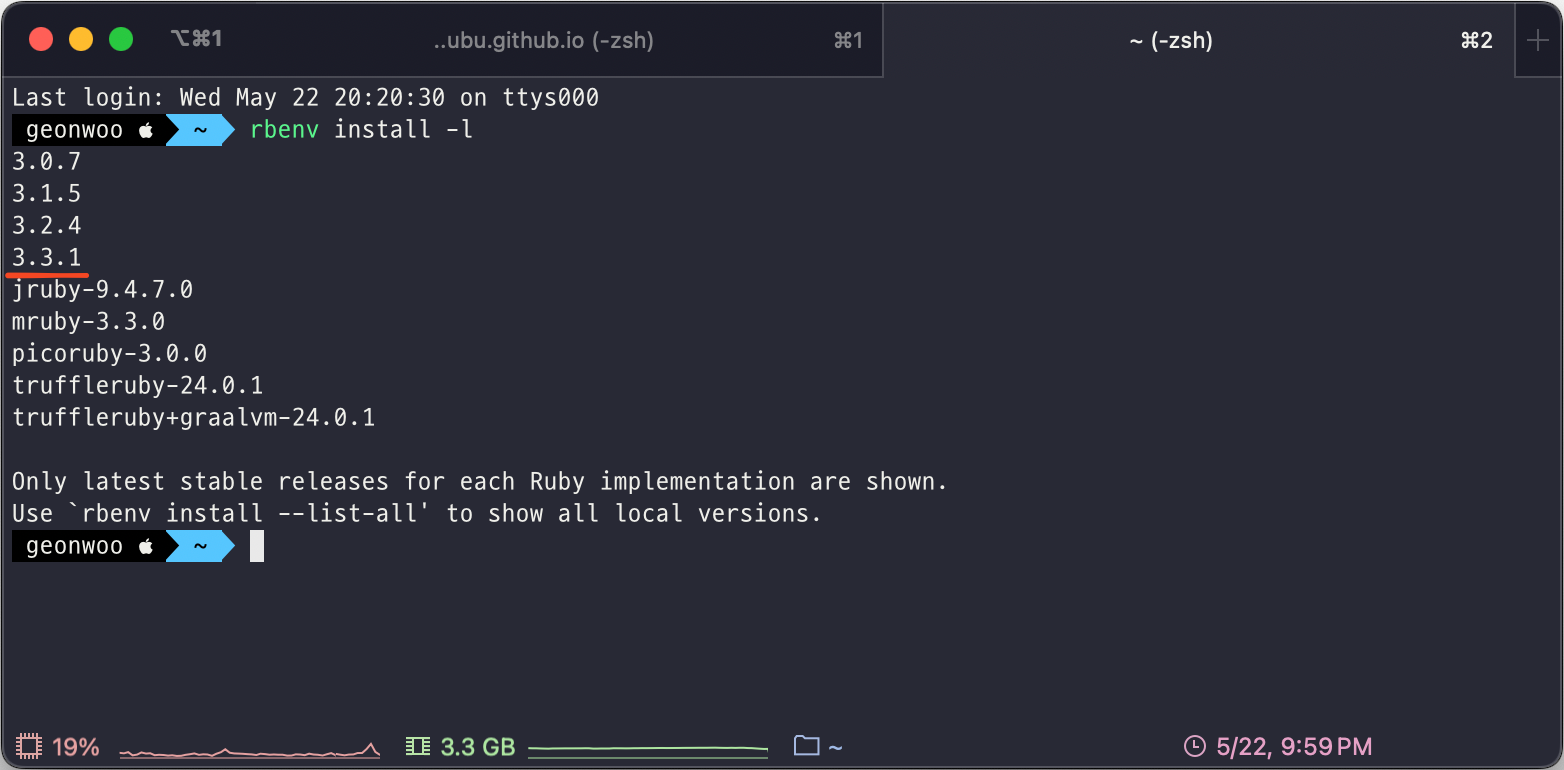 ⌥⌘1
..ubu.github.io (-zsh) ⌘1
~ (-zsh) ⌘2
Last login: Wed May 22 20:20:30 on ttys000
geonwoo ~ rbenv install -l
3.0.7
3.1.5
3.2.4
3.3.1
jruby-9.4.7.0
mruby-3.3.0
picoruby-3.0.0
truffleruby-24.0.1
truffleruby+graalvm-24.0.1
Only latest stable releases for each Ruby implementation are shown.
Use `rbenv install --list-all' to show all local versions.
geonwoo ~
19% 3.3 GB ~ 5/22, 9:59 PM